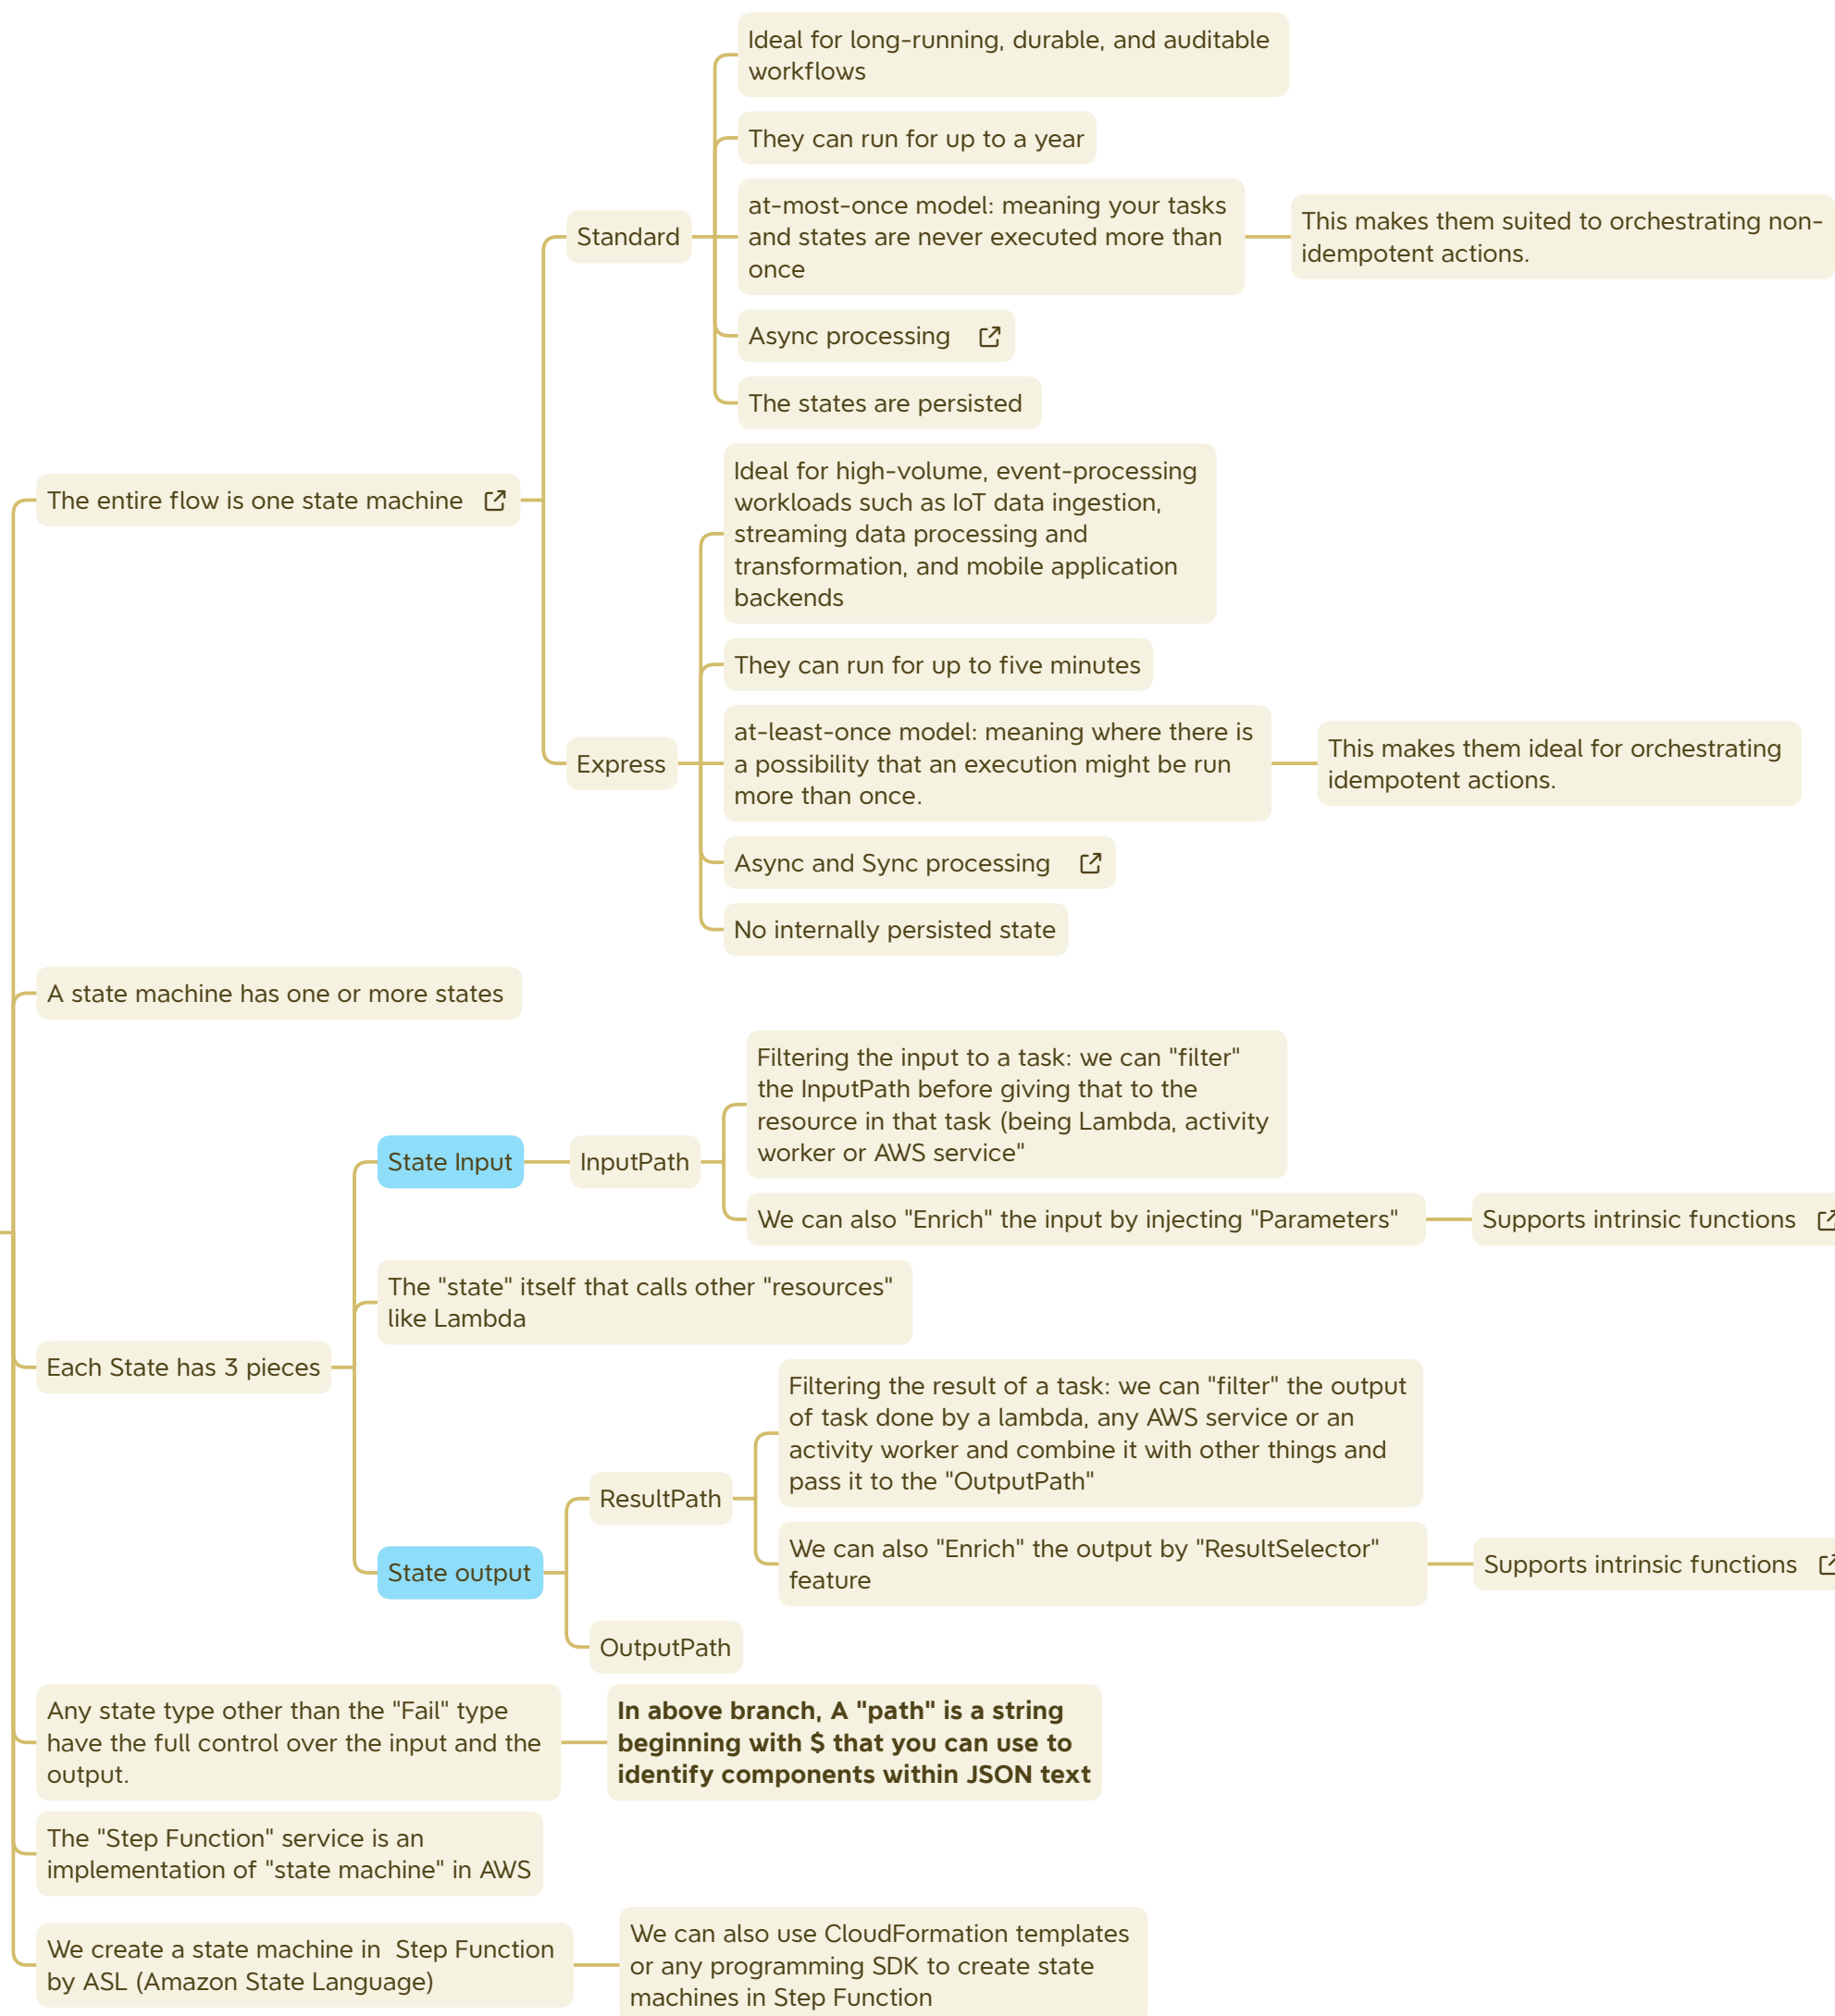 Ideal for long-running, durable, and auditable
workflows
They can run for up to a year
Standard
at-most-once model: meaning your tasks
and states are never executed more than
once
This makes them suited to orchestrating non-
idempotent actions.
Async processing
The states are persisted
The entire flow is one state machine
Ideal for high-volume, event-processing
workloads such as IoT data ingestion,
streaming data processing and
transformation, and mobile application
backends
They can run for up to five minutes
Express
at-least-once model: meaning where there is
a possibility that an execution might be run
more than once.
This makes them ideal for orchestrating
idempotent actions.
Async and Sync processing
No internally persisted state
A state machine has one or more states
Each State has 3 pieces
State Input
InputPath
Filtering the input to a task: we can "filter"
the InputPath before giving that to the
resource in that task (being Lambda, activity
worker or AWS service"
We can also "Enrich" the input by injecting "Parameters"
Supports intrinsic functions
The "state" itself that calls other "resources"
like Lambda
State output
ResultPath
Filtering the result of a task: we can "filter" the output
of task done by a lambda, any AWS service or an
activity worker and combine it with other things and
pass it to the "OutputPath"
We can also "Enrich" the output by "ResultSelector"
feature
Supports intrinsic functions
OutputPath
Any state type other than the "Fail" type
have the full control over the input and the
output.
In above branch, A "path" is a string
beginning with $ that you can use to
identify components within JSON text
The "Step Function" service is an
implementation of "state machine" in AWS
We create a state machine in  Step Function
by ASL (Amazon State Language)
We can also use CloudFormation templates
or any programming SDK to create state
machines in Step Function